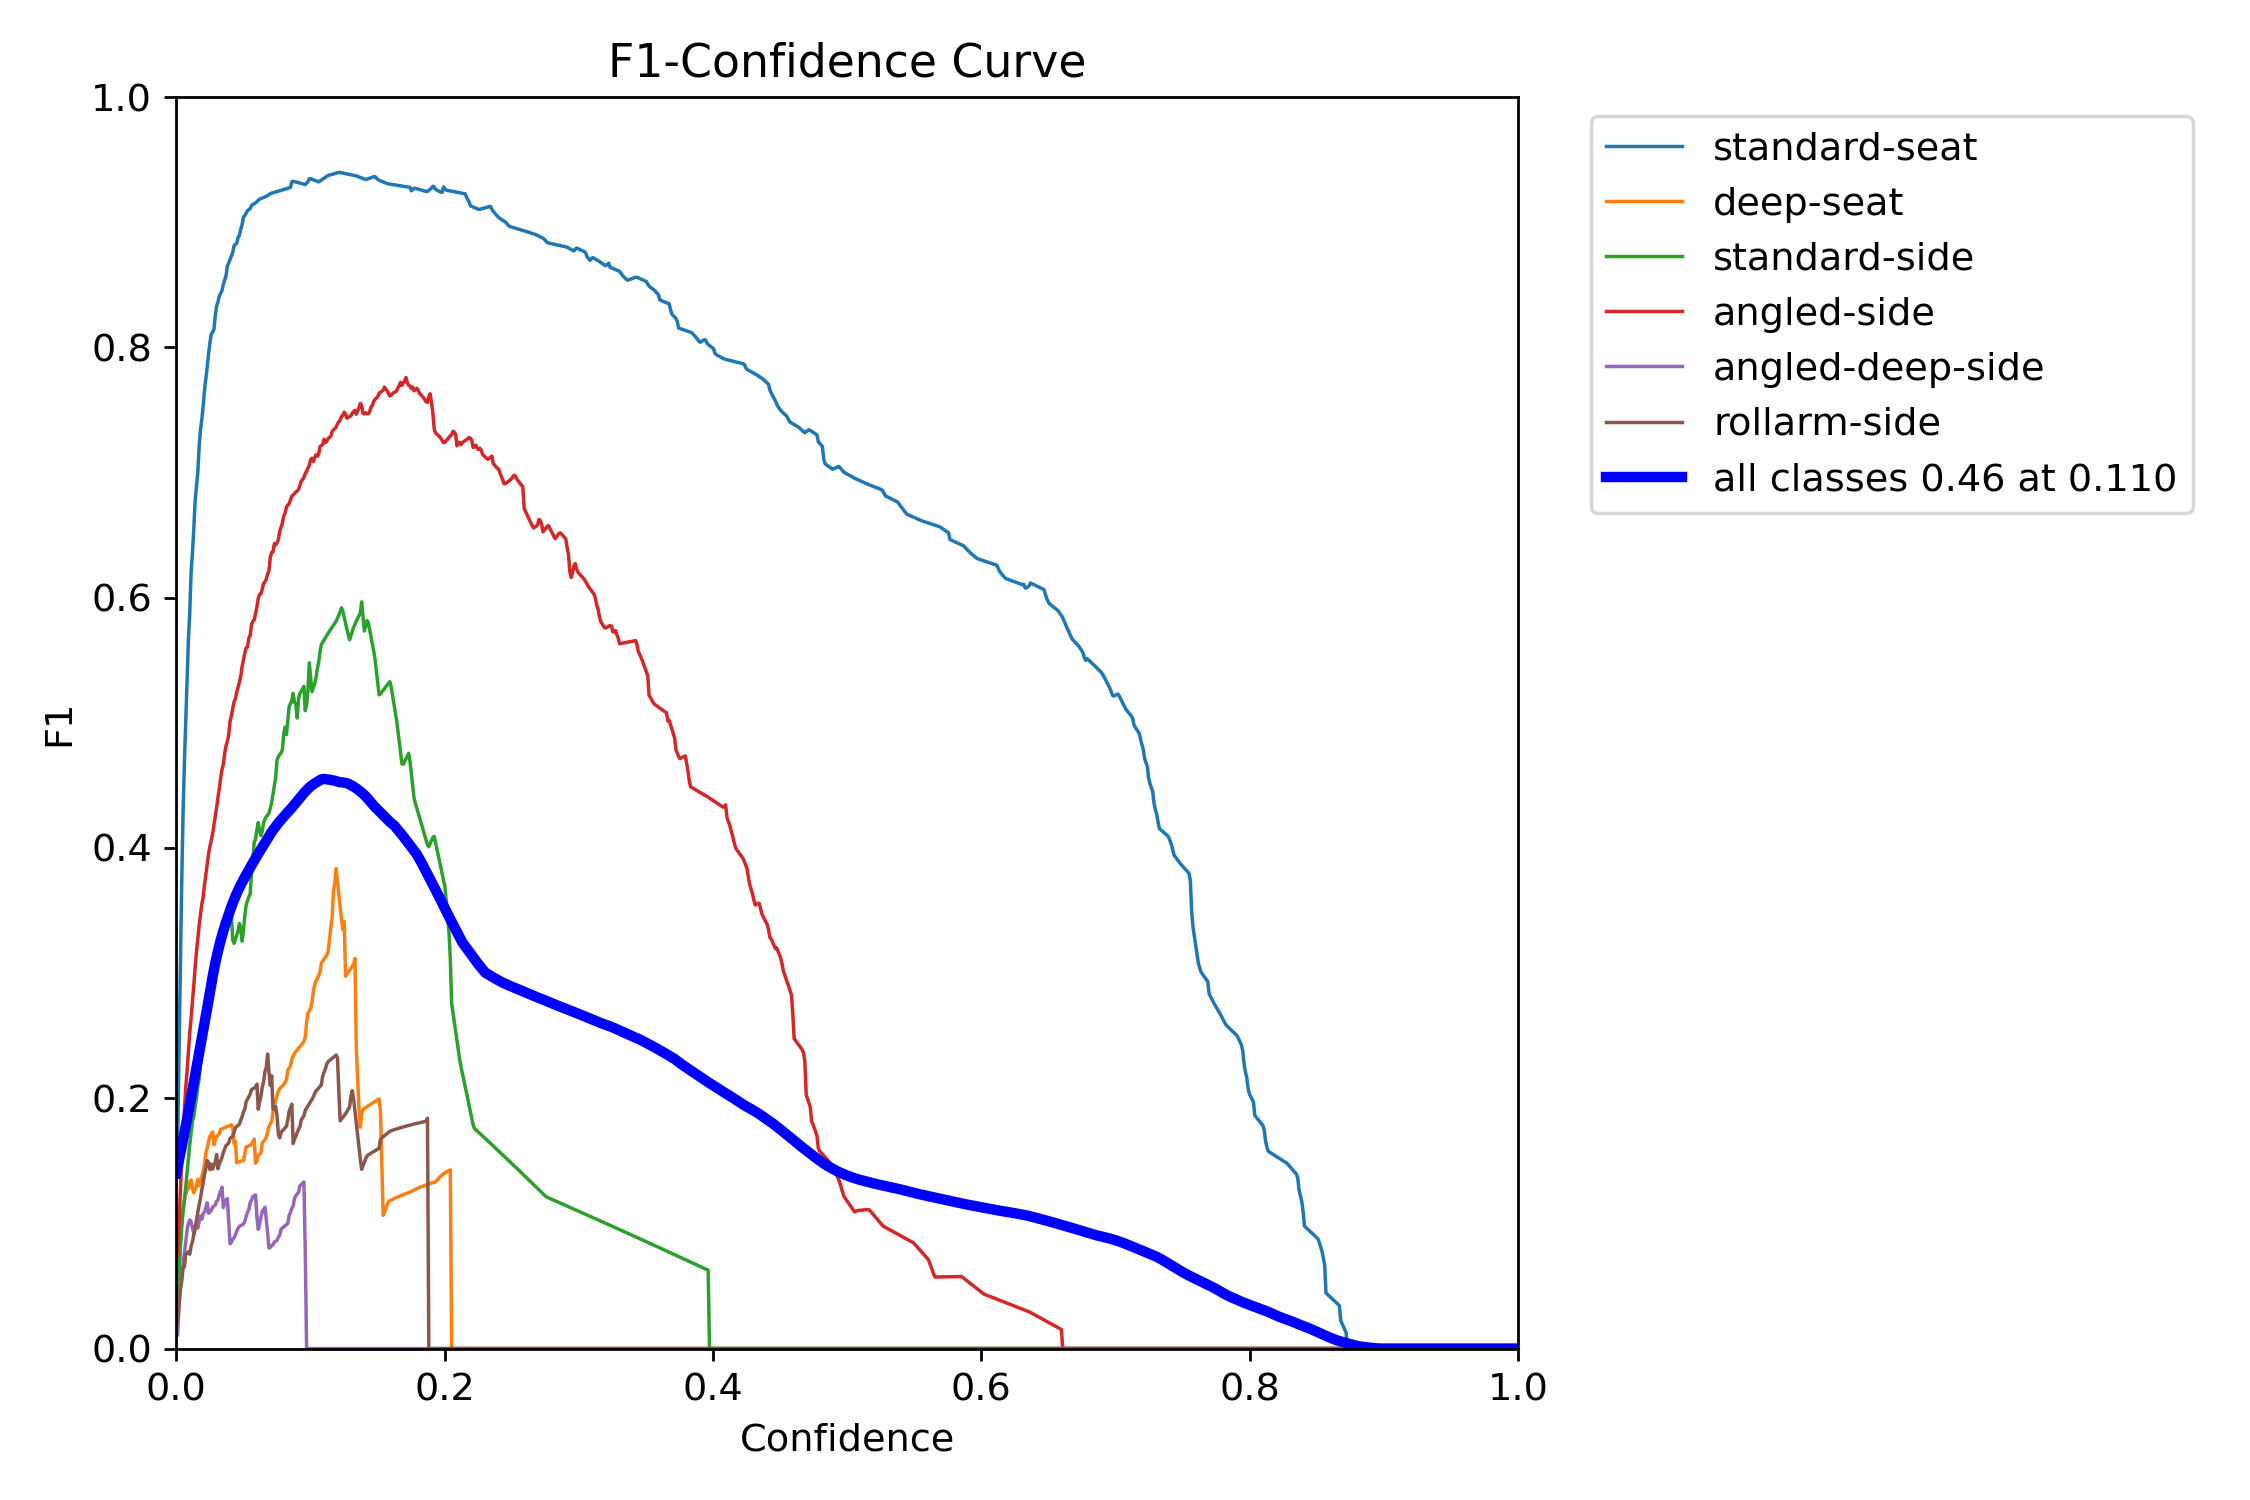 F1-Confidence Curve
1.0
0.8
0.6
0.4
0.2
0.0
F1
0.0 0.2 0.4 0.6 0.8 1.0
Confidence
standard-seat
deep-seat
standard-side
angled-side
angled-deep-side
rollarm-side
all classes 0.46 at 0.110